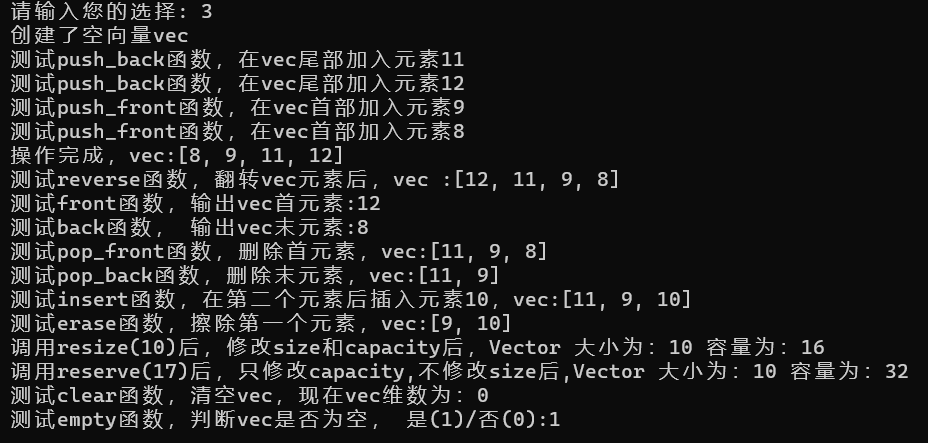 请输入您的选择: 3
创建了空向量vec
测试push_back函数，在vec尾部加入元素11
测试push_back函数，在vec尾部加入元素12
测试push_front函数，在vec首部加入元素9
测试push_front函数，在vec首部加入元素8
操作完成，vec:[8, 9, 11, 12]
测试reverse函数，翻转vec元素后，vec :[12, 11, 9, 8]
测试front函数，输出vec首元素:12
测试back函数， 输出vec末元素:8
测试pop_front函数，删除首元素，vec:[11, 9, 8]
测试pop_back函数，删除末元素，vec:[11, 9]
测试insert函数，在第二个元素后插入元素10，vec:[11, 9, 10]
测试erase函数，擦除第一个元素，vec:[9, 10]
调用resize(10)后，修改size和capacity后，Vector 大小为：10 容量为：16
调用reserve(17)后，只修改capacity,不修改size后,Vector 大小为：10 容量为：32
测试clear函数，清空vec，现在vec维数为：0
测试empty函数，判断vec是否为空， 是(1)/否(0):1